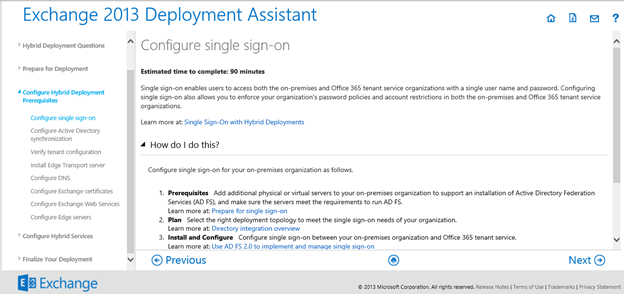 Exchange 2013 Deployment Assistant
?
Hybrid Deployment Questions
Prepare for Deployment
Configure Hybrid Deployment
Prerequisites
Configure single sign-on
Configure Active Directory
synchronization
Verify tenant configuration
Install Edge Transport server
Configure DNS
Configure Exchange certificates
Configure Exchange Web Services
Configure Edge servers
Configure Hybrid Services
Finalize Your Deployment
Configure single sign-on
Estimated time to complete: 90 minutes
Single sign-on enables users to access both the on-premises and Office 365 tenant service organizations with a single user name and password. Configuring
single sign-on also allows you to enforce your organization's password policies and account restrictions in both the on-premises and Office 365 tenant service
organizations.
Learn more at: Single Sign-On with Hybrid Deployments
How do I do this?
Configure single sign-on for your on-premises organization as follows.
1. Prerequisites Add additional physical or virtual servers to your on-premises organization to support an installation of Active Directory Federation
Services (AD FS), and make sure the servers meet the requirements to run AD FS.
Learn more at: Prepare for single sign-on
2. Plan Select the right deployment topology to meet the single sign-on needs of your organization.
Learn more at: Directory integration overview
3. Install and Configure Configure single sign-on between your on-premises organization and Office 365 tenant service.
Learn more at: Use AD FS 2.0 to implement and manage single sign-on
Previous
Next
Exchange
© 2013 Microsoft Corporation. All rights reserved. Release Notes | Terms of Use | Trademarks | Privacy Statement